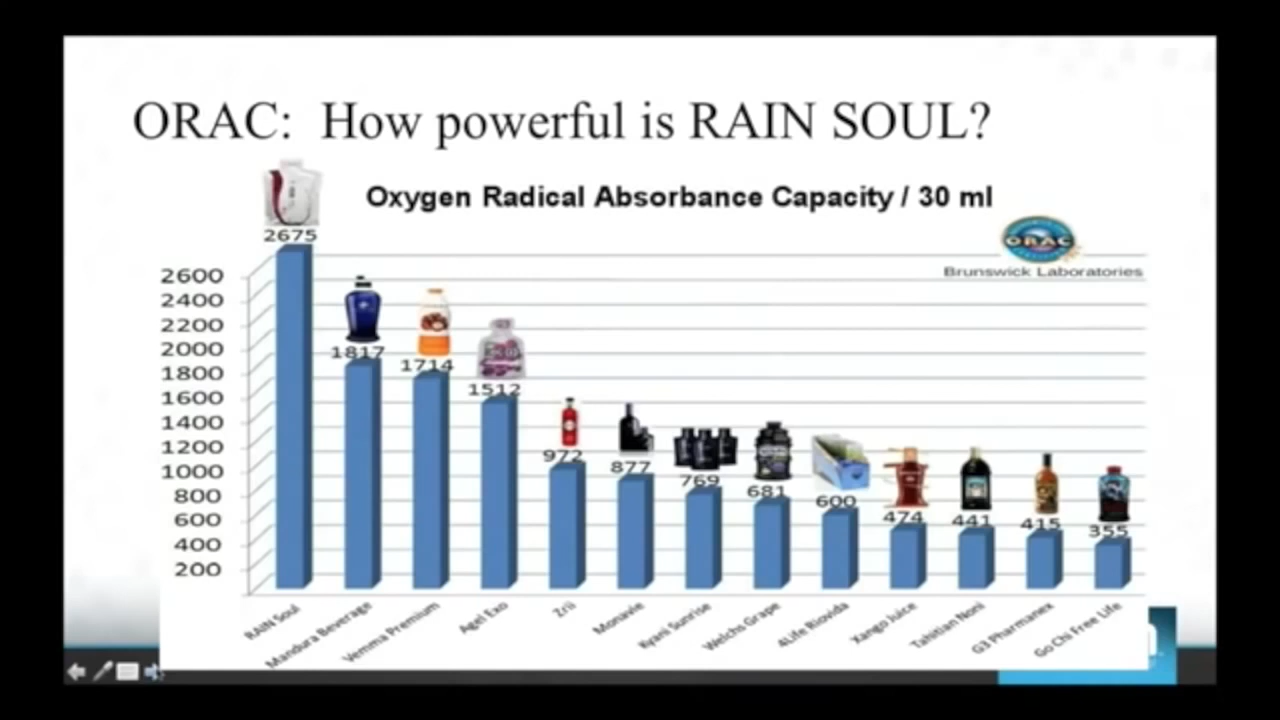 ORAC: How powerful is RAIN SOUL?
Oxygen Radical Absorbance Capacity / 30 ml
ORAC
Brunswick Laboratories
2675
1817
1714
1512
972
877
769
681
600
474
441
415
355
2600
2400
2200
2000
1800
1600
1400
1200
1000
800
600
400
200
RAIN Soul
Mandura Beverage
Vemma Premium
Agel Exo
Zrii
Monavie
Kyani Sunrise
Welchs Grape
4Life Riovida
Xango Juice
Tahitian Noni
G3 Pharmanex
Go Chi Free Life